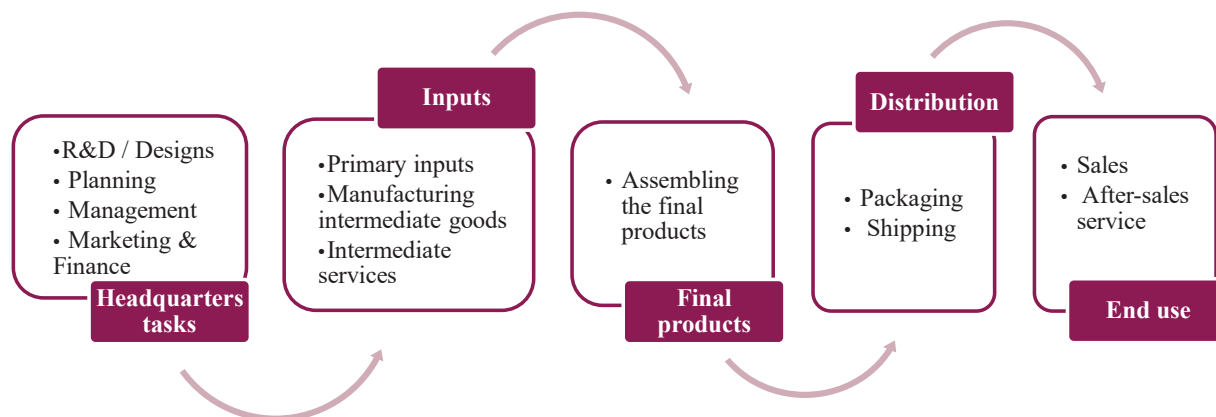 •R&D / Designs
• Planning
• Management
• Marketing &
Finance
Headquarters
tasks
Inputs
•Primary inputs
•Manufacturing
intermediate goods
•Intermediate
services
• Assembling
the final
products
Final
products
Distribution
• Packaging
• Shipping
• Sales
• After-sales
service
End use